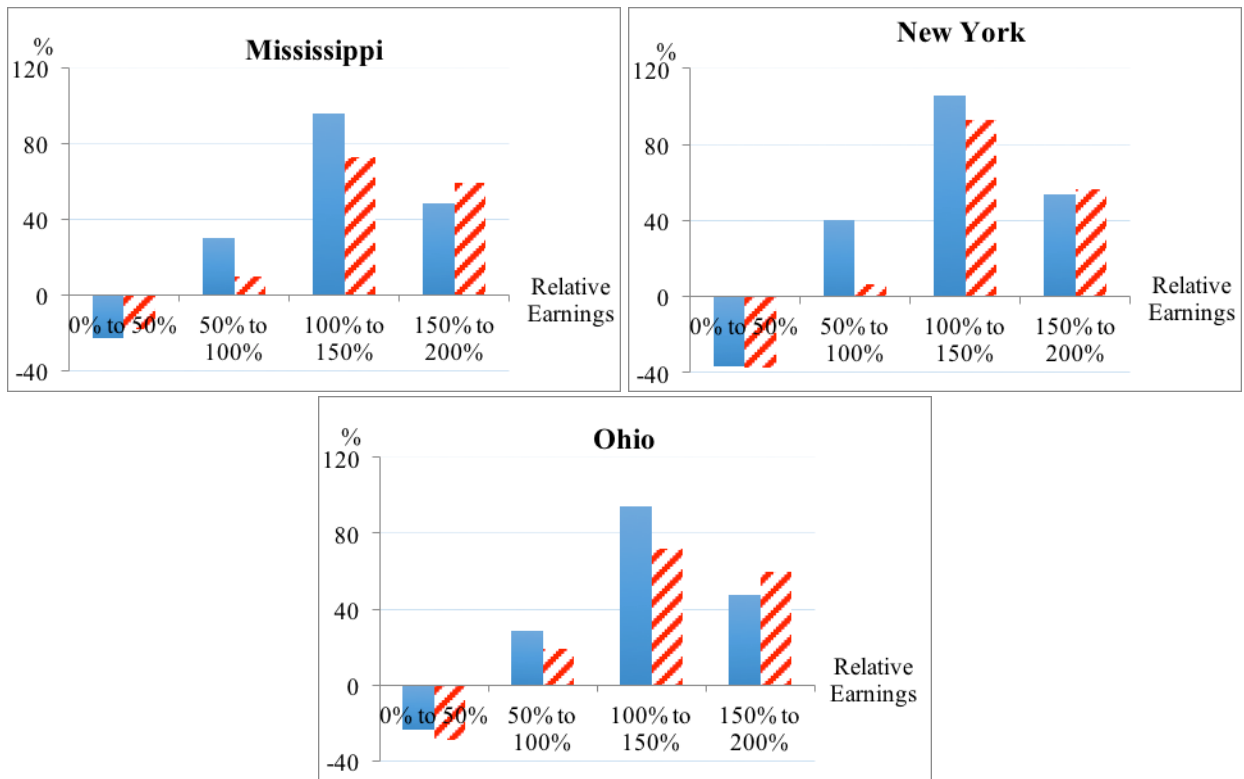 %
Mississippi
120
80
40
0
-40
0% to 50%
50% to
100%
100% to
150%
150% to
200%
Relative
Earnings
%
New York
120
80
40
0
-40
0% to 50%
50% to
100%
100% to
150%
150% to
200%
Relative
Earnings
%
Ohio
120
80
40
0
-40
0% to 50%
50% to
100%
100% to
150%
150% to
200%
Relative
Earnings